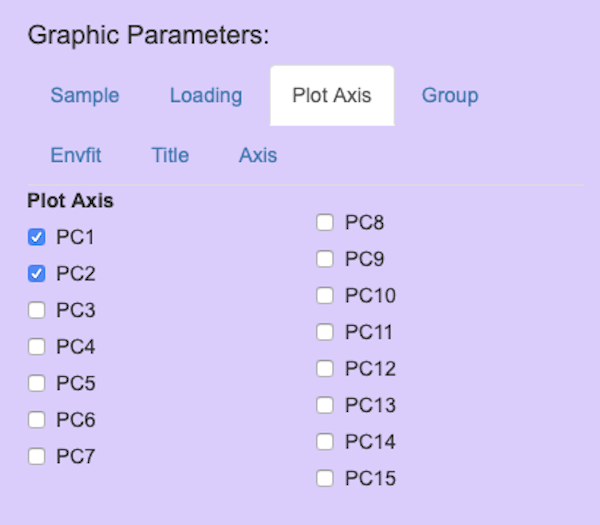 Graphic Parameters:
Sample Loading Plot Axis Group
Envfit Title Axis
Plot Axis
PC1
PC2
PC3
PC4
PC5
PC6
PC7
PC8
PC9
PC10
PC11
PC12
PC13
PC14
PC15